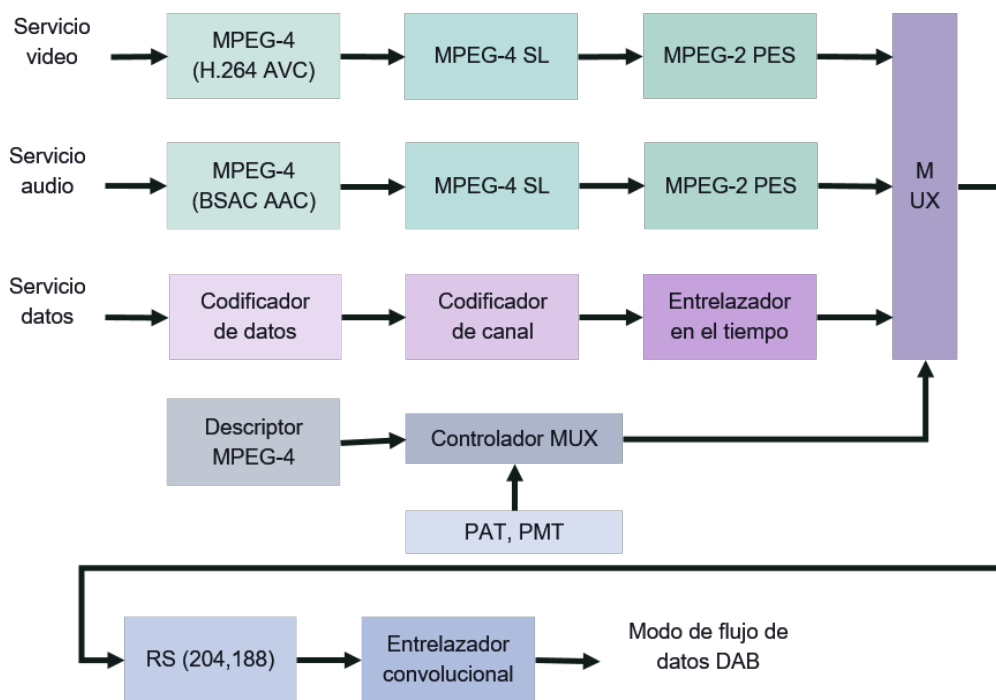 Servicio
video
MPEG-4
(H.264 AVC)
MPEG-4 SL
MPEG-2 PES
Servicio
audio
MPEG-4
(BSAC AAC)
MPEG-4 SL
MPEG-2 PES
M
UX
Servicio
datos
Codificador
de datos
Codificador
de canal
Entrelazador
en el tiempo
Descriptor
MPEG-4
Controlador MUX
PAT, PMT
RS (204,188)
Entrelazador
convolucional
Modo de flujo de
datos DAB